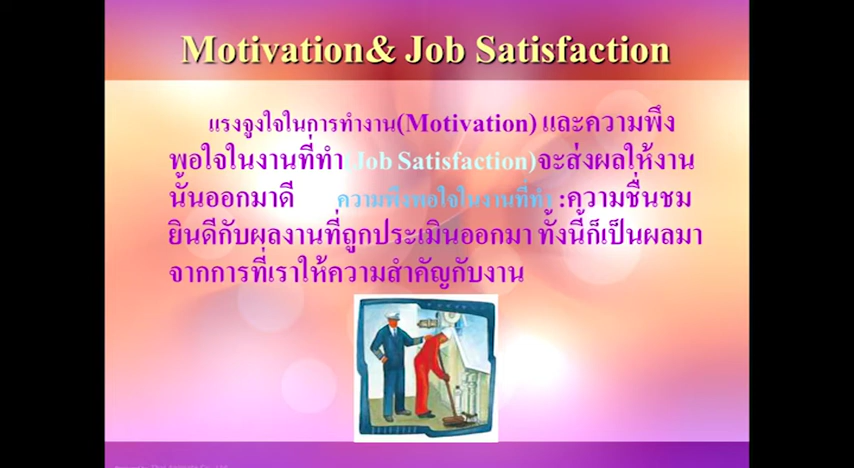 Motivation& Job Satisfaction
แรงจูงใจในการทำงาน(Motivation) และความพึง
พอใจในงานที่ทำ(Job Satisfaction)จะส่งผลให้งาน
นั้นออกมาดี ความพึงพอใจในงานที่ทำ :ความชื่นชม
ยินดีกับผลงานที่ถูกประเมินออกมา ทั้งนี้ก็เป็นผลมา
จากการที่เราให้ความสำคัญกับงาน